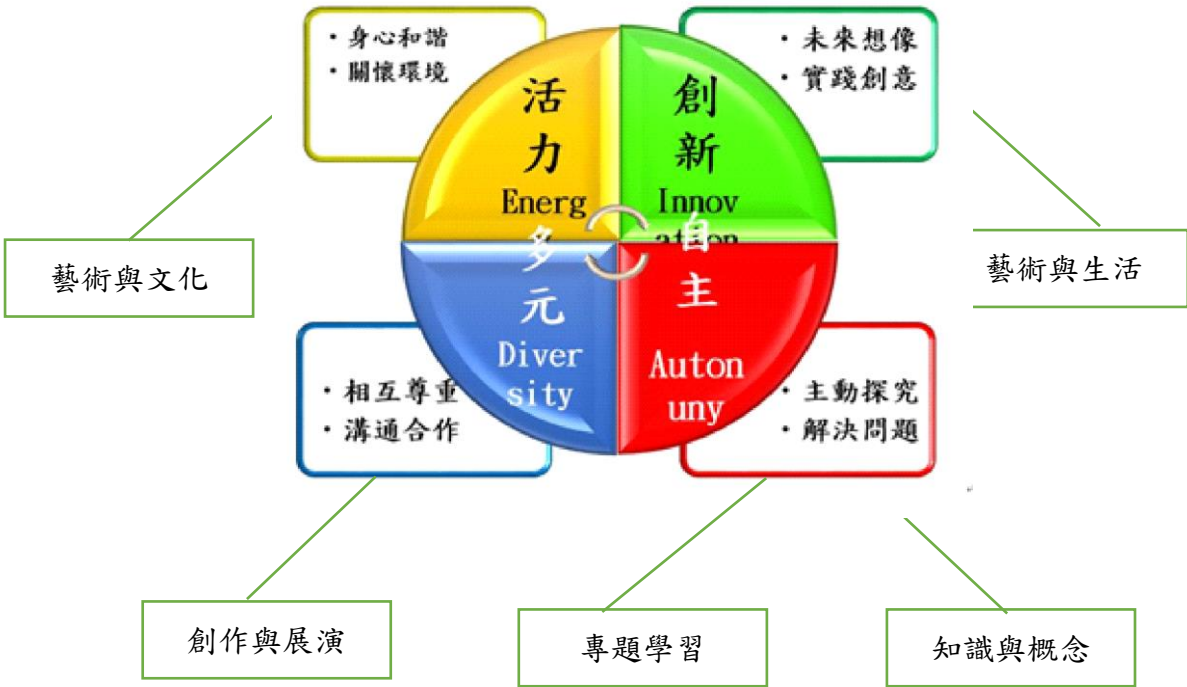 ・身心和諧
・關懷環境
・未來想像
・實踐創意
活
力
Energ
創
新
Innov
ation
藝術與文化
藝術與生活
多
元
Diver
sity
自
主
Auton
uny
・相互尊重
・溝通合作
・主動探究
・解決問題
創作與展演
專題學習
知識與概念